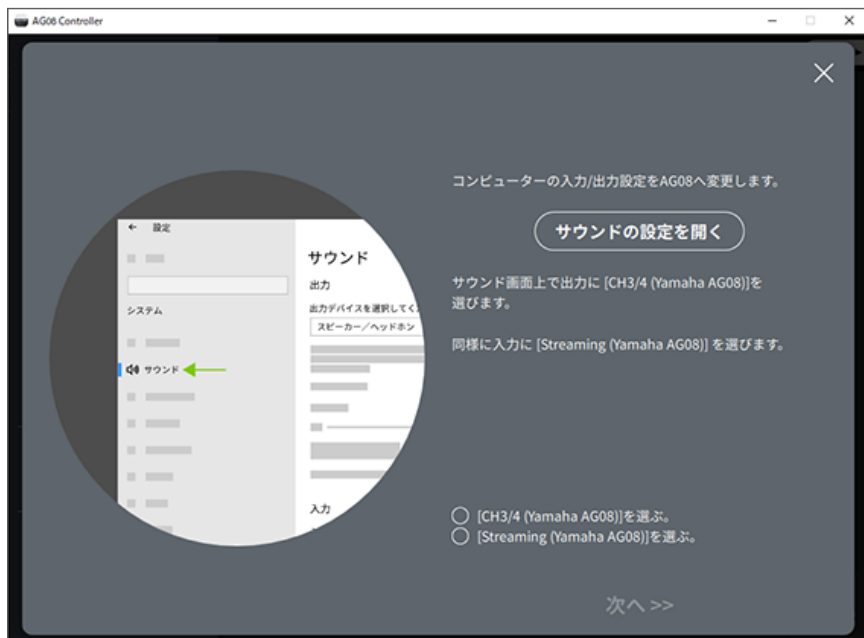 AG08 Controller
コンピューターの入力/出力設定をAG08へ変更します。
サウンドの設定を開く
サウンド画面上で出力に [CH3/4 (Yamaha AG08)]を
選びます。
同様に入力に [Streaming (Yamaha AG08)] を選びます。
← 設定
システム
サウンド
サウンド
出力
出力デバイスを選択してく
スピーカー／ヘッドホン
入力
[CH3/4 (Yamaha AG08)]を選ぶ。
[Streaming (Yamaha AG08)]を選ぶ。
次へ >>